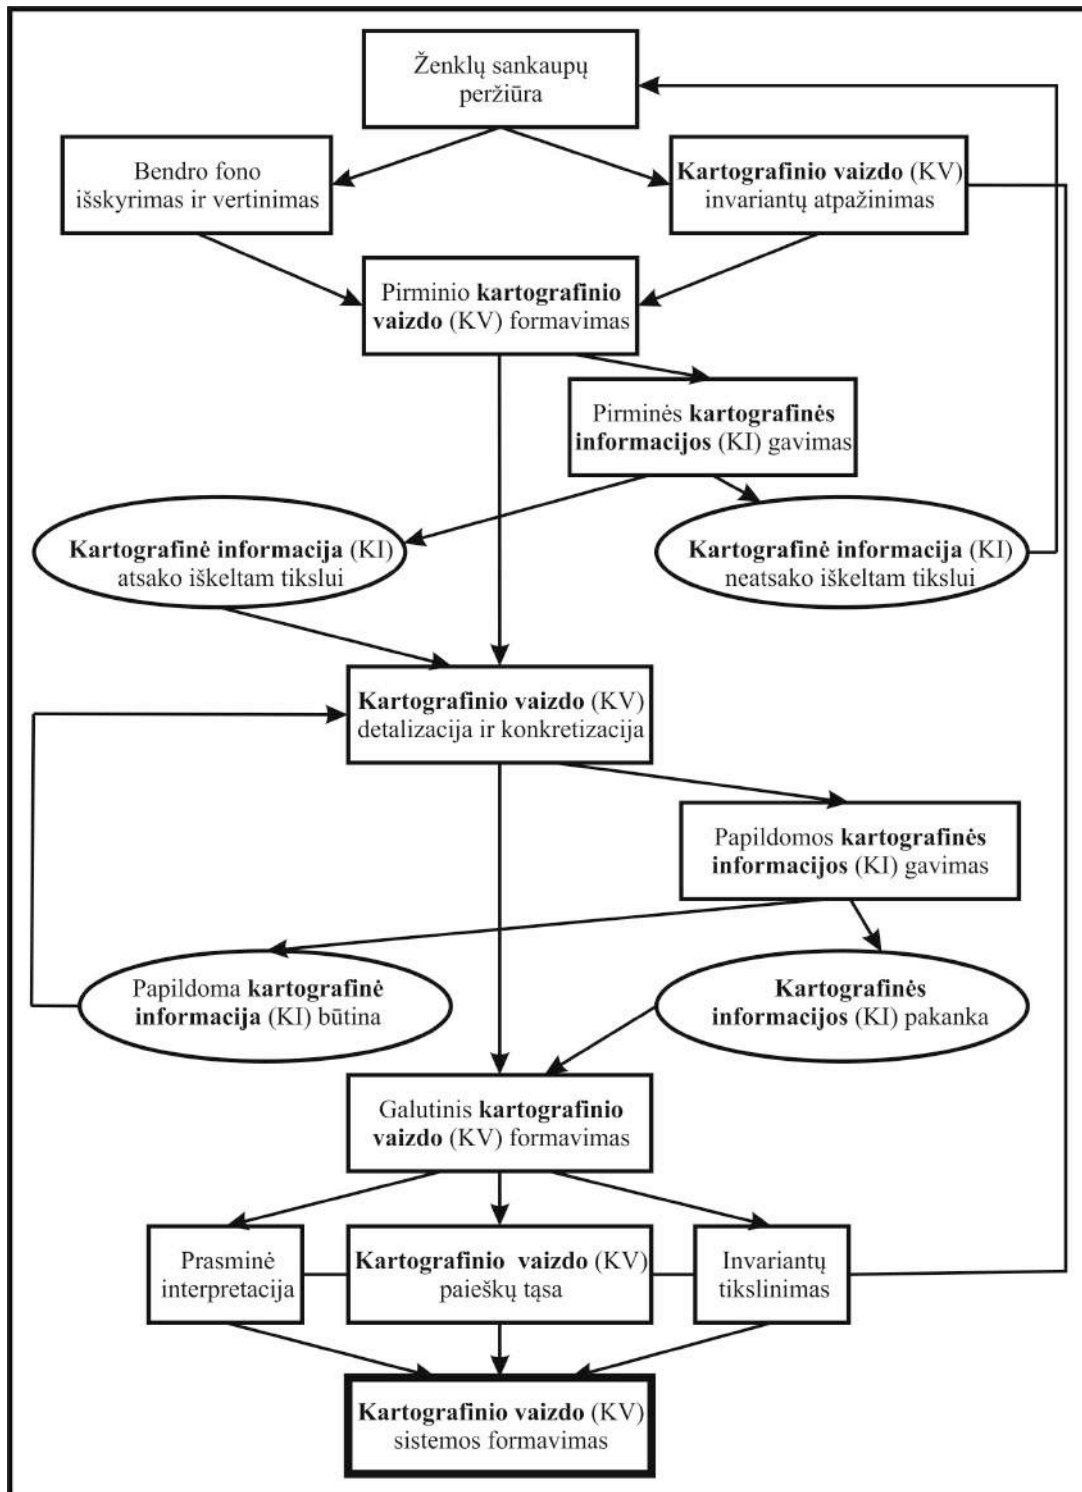 Ženklų sankaupų
peržiūra
Bendro fono
išskyrimas ir vertinimas
Kartografinio vaizdo (KV)
invariantų atpažinimas
Pirminio kartografinio
vaizdo (KV) formavimas
Pirminės kartografinės
informacijos (KI) gavimas
Kartografinė informacija (KI)
atsako iškeltam tikslui
Kartografinė informacija (KI)
neatsako iškeltam tikslui
Kartografinio vaizdo (KV)
detalizacija ir konkretizacija
Papildomos kartografinės
informacijos (KI) gavimas
Papildoma kartografinė
informacija (KI) būtina
Kartografinės
informacijos (KI) pakanka
Galutinis kartografinio
vaizdo (KV) formavimas
Prasminė
interpretacija
Kartografinio vaizdo (KV)
paieškų tąsa
Invariantų
tikslinimas
Kartografinio vaizdo (KV)
sistemos formavimas